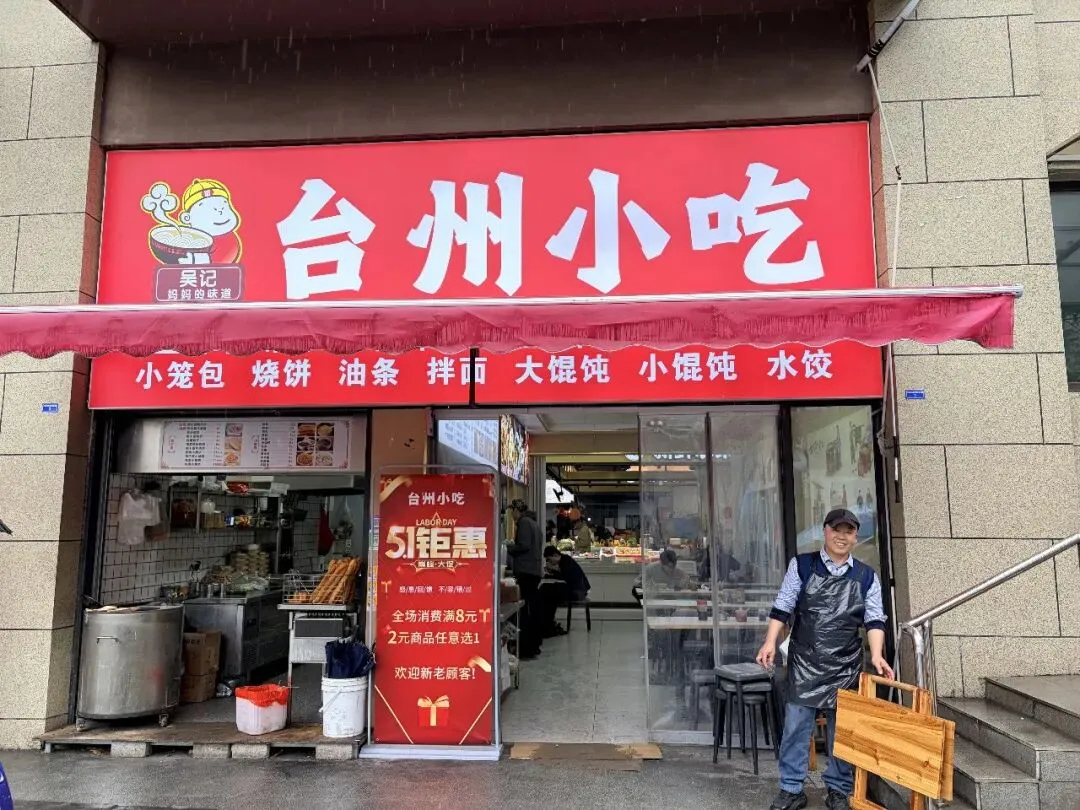 台州小吃
吴记
妈妈的味道
小笼包 烧饼 油条 拌面 大馄饨 小馄饨 水饺
台州小吃
LABOR DAY
5.1钜惠
全场消费满8元
2元商品任意选1
欢迎新老顾客!